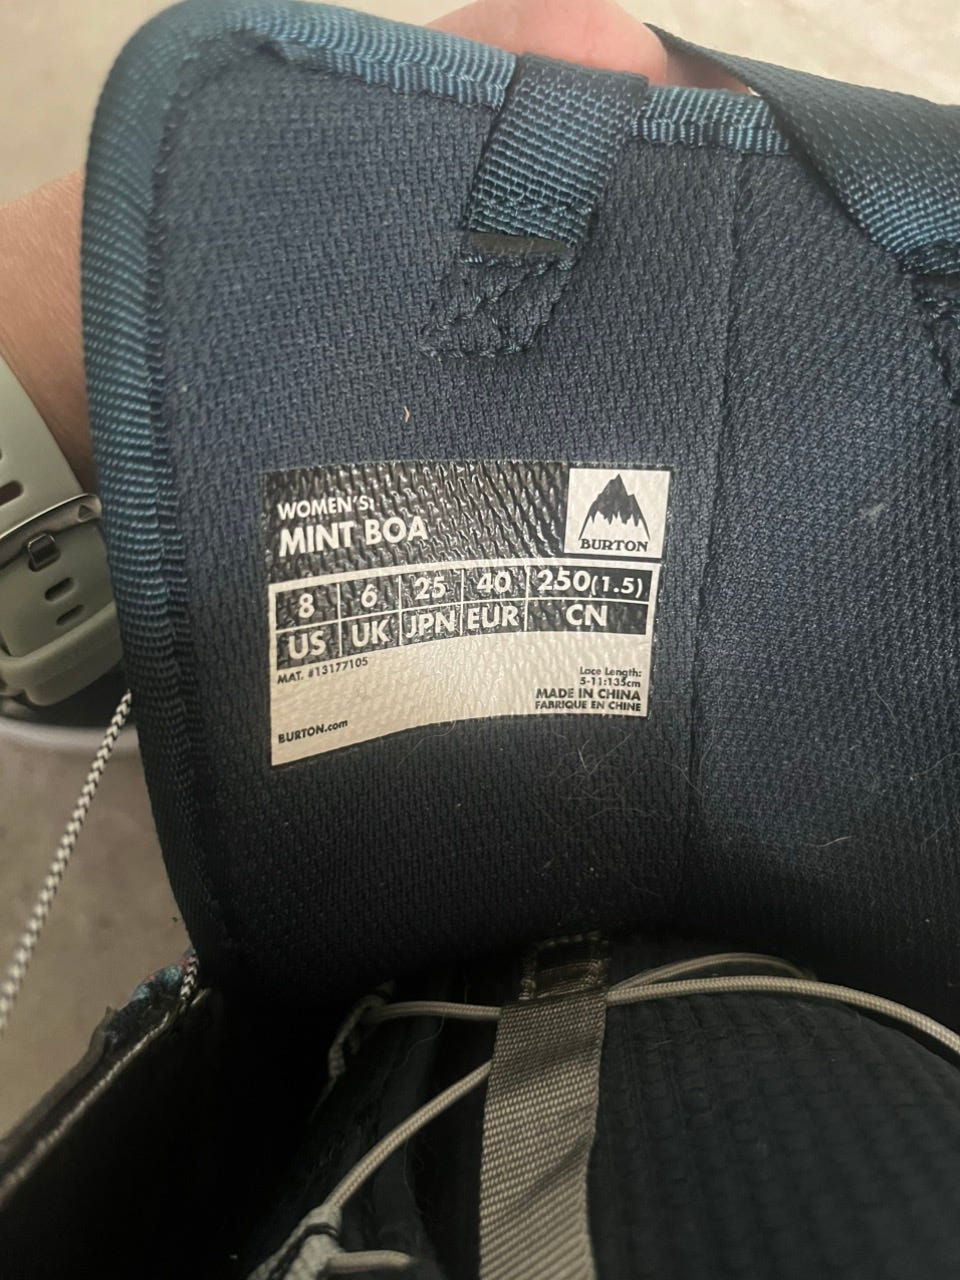 WOMEN'S
MINT BOA
BURTON
8 6 25 40 250(1.5)
US UK JPN EUR CN
MAT. #13177105
Lace Length:
5-11:135cm
MADE IN CHINA
FABRIQUE EN CHINE
BURTON.com